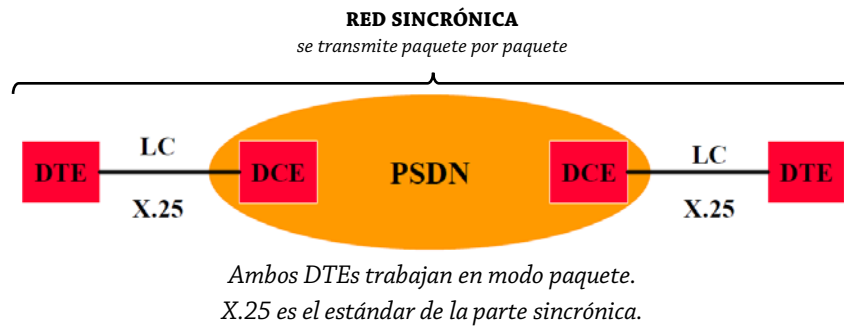 RED SINCRÓNICA
se transmite paquete por paquete
LC LC
DTE DCE PSDN DCE DTE
X.25 X.25
Ambos DTEs trabajan en modo paquete.
X.25 es el estándar de la parte sincrónica.